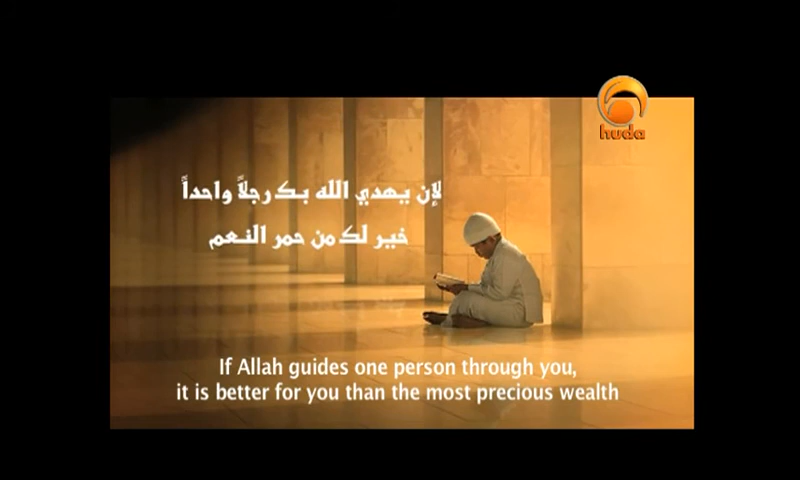 huda
لإن يهدي الله بك رجلاً واحداً
خير لك من حمر النعم
If Allah guides one person through you,
it is better for you than the most precious wealth